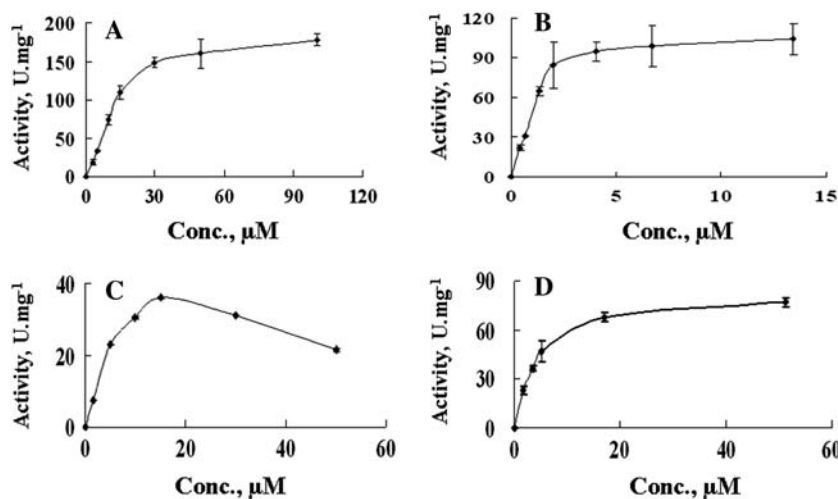 A
Activity, U.mg-1
200
150
100
50
0
0 30 60 90 120
Conc., µM
B
Activity, U.mg-1
120
90
60
30
0
0 5 10 15
Conc., µM
C
Activity, U.mg-1
40
20
0
0 20 40 60
Conc., µM
D
Activity, U.mg-1
90
60
30
0
0 20 40 60
Conc., µM